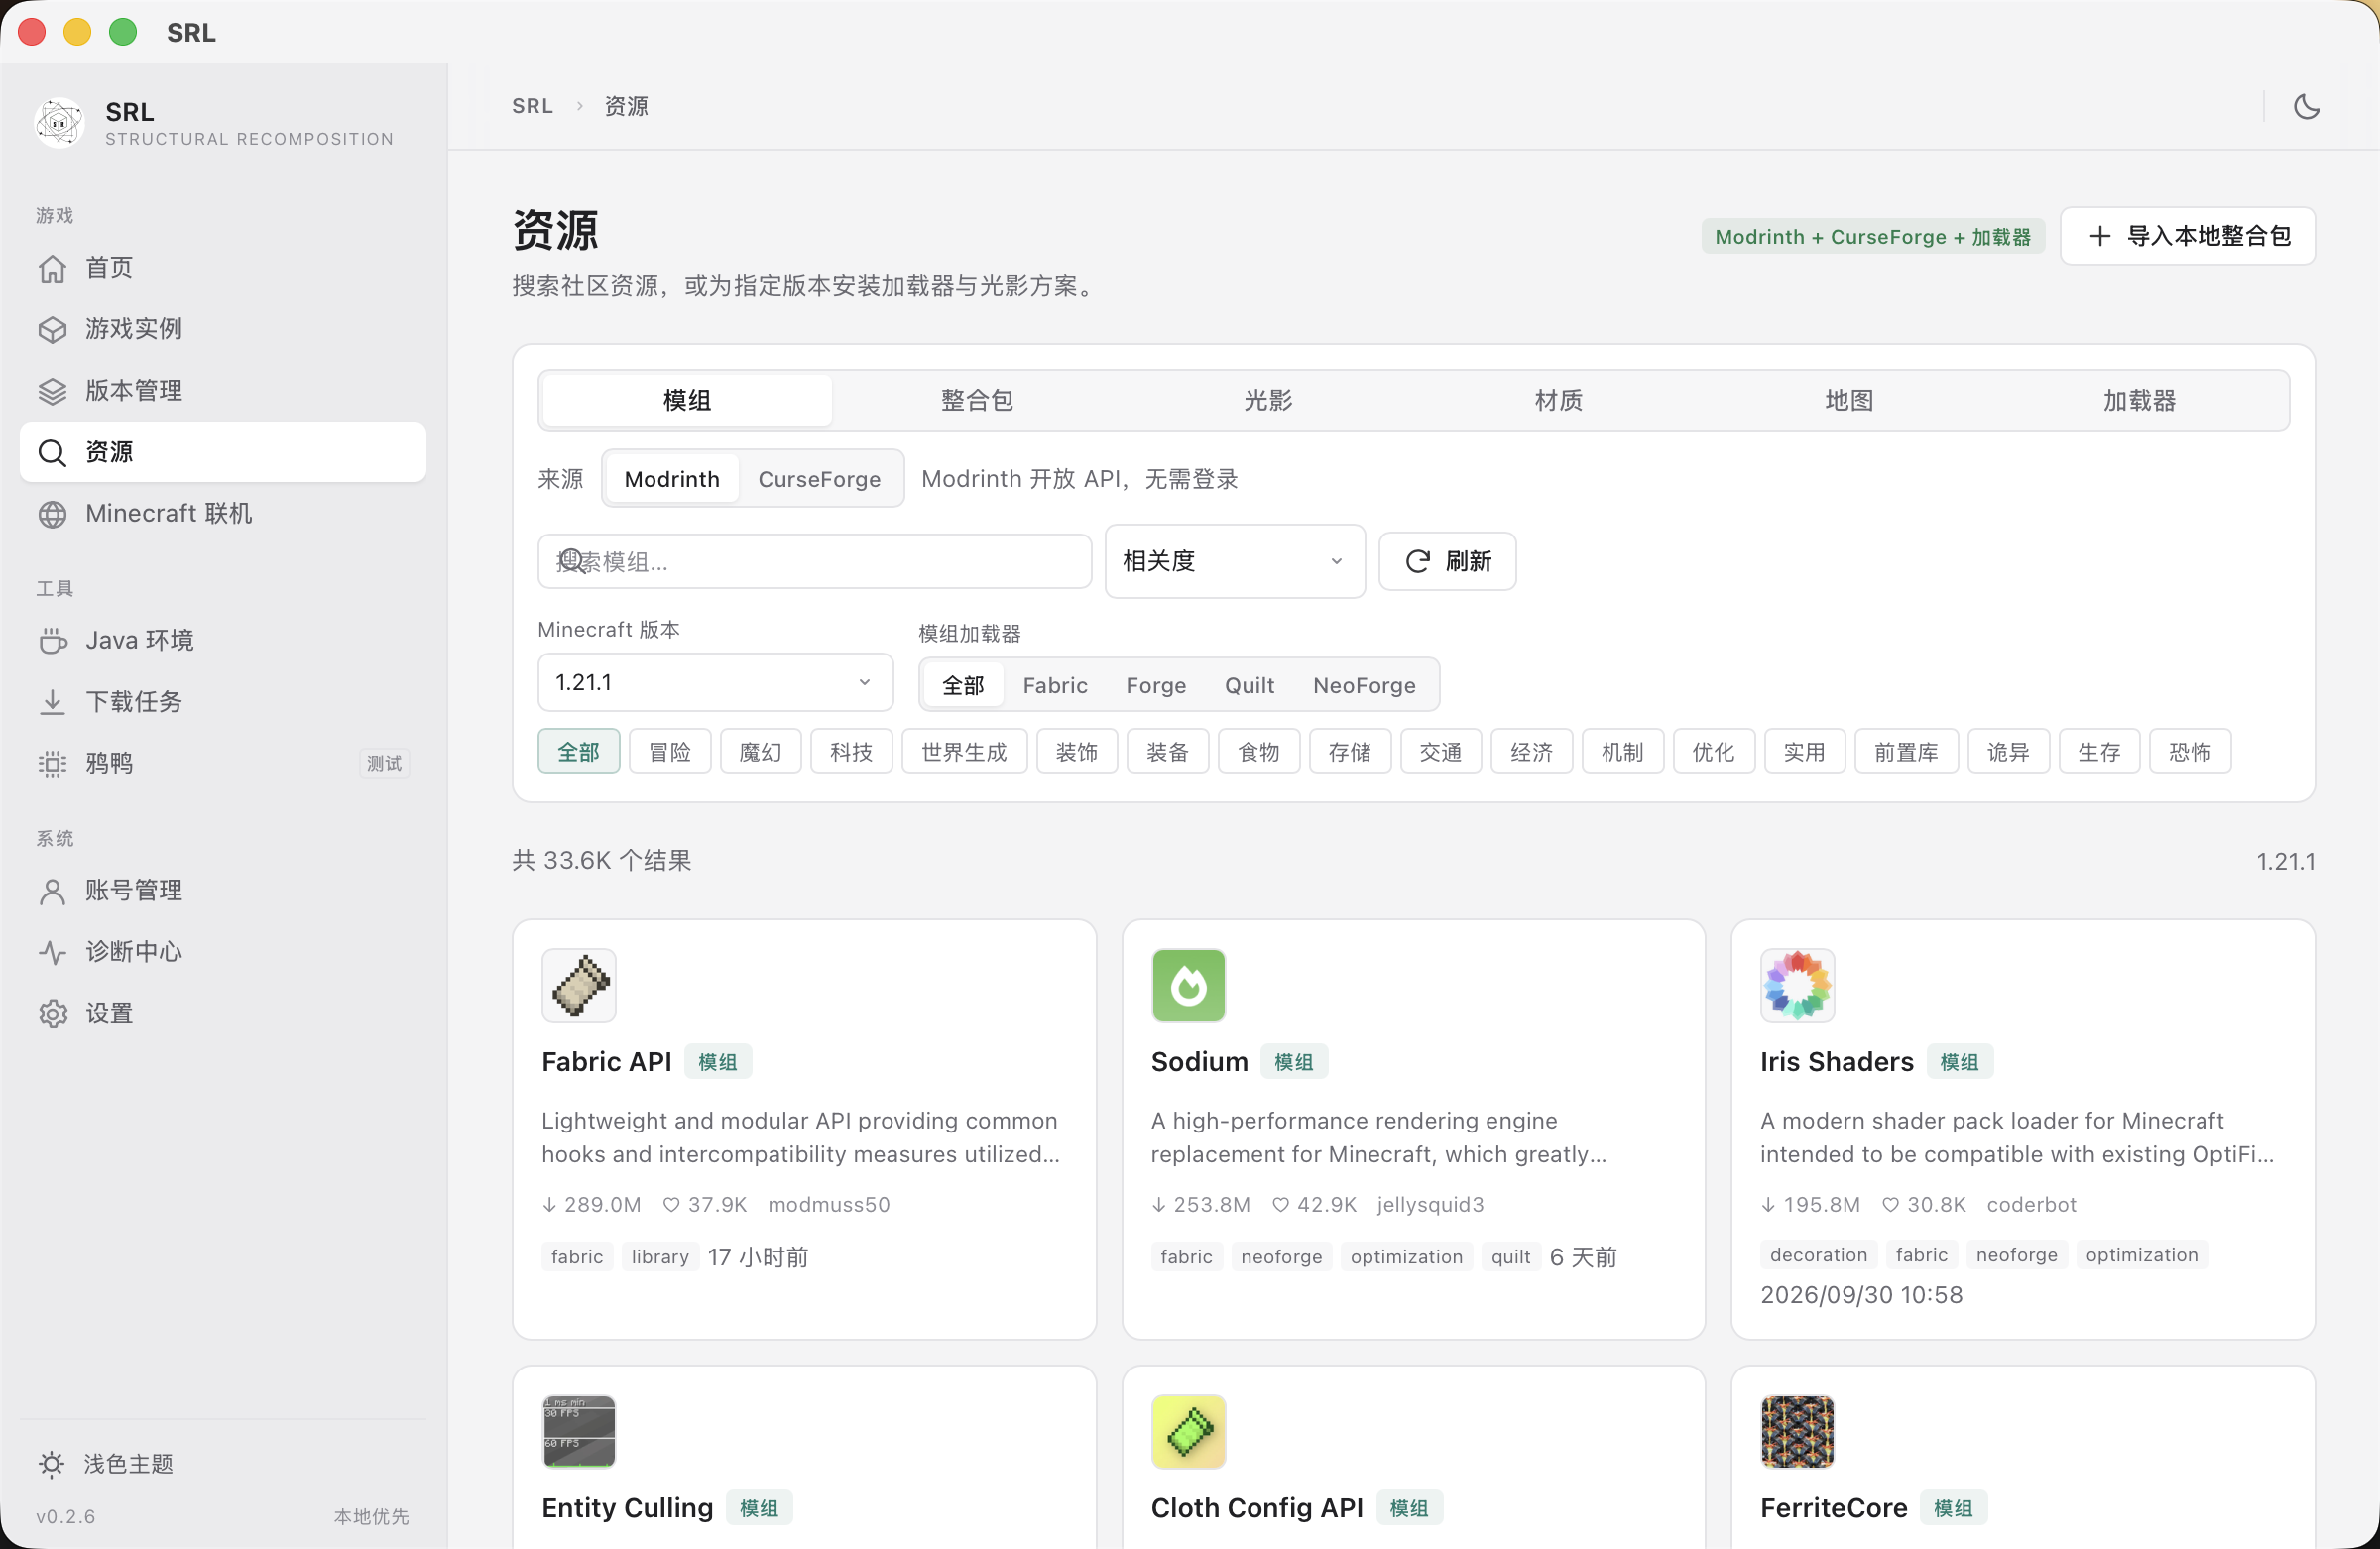 SRL
SRL
STRUCTURAL RECOMPOSITION
游戏
首页
游戏实例
版本管理
资源
Minecraft 联机
工具
Java 环境
下载任务
鸦鸭 测试
系统
账号管理
诊断中心
设置
浅色主题
v0.2.6 本地优先
SRL › 资源
资源
搜索社区资源，或为指定版本安装加载器与光影方案。
Modrinth + CurseForge + 加载器
导入本地整合包
模组 整合包 光影 材质 地图 加载器
来源 Modrinth CurseForge Modrinth 开放 API，无需登录
搜索模组... 相关度 刷新
Minecraft 版本 模组加载器
1.21.1 全部 Fabric Forge Quilt NeoForge
全部 冒险 魔幻 科技 世界生成 装饰 装备 食物 存储 交通 经济 机制 优化 实用 前置库 诡异 生存 恐怖
共 33.6K 个结果 1.21.1
Fabric API 模组
Lightweight and modular API providing common
hooks and intercompatibility measures utilized...
289.0M 37.9K modmuss50
fabric library 17 小时前
Sodium 模组
A high-performance rendering engine
replacement for Minecraft, which greatly...
253.8M 42.9K jellysquid3
fabric neoforge optimization quilt 6 天前
Iris Shaders 模组
A modern shader pack loader for Minecraft
intended to be compatible with existing OptiFi...
195.8M 30.8K coderbot
decoration fabric neoforge optimization
2026/09/30 10:58
1 ms min
30 FPS
60 FPS
Entity Culling 模组
Cloth Config API 模组
FerriteCore 模组